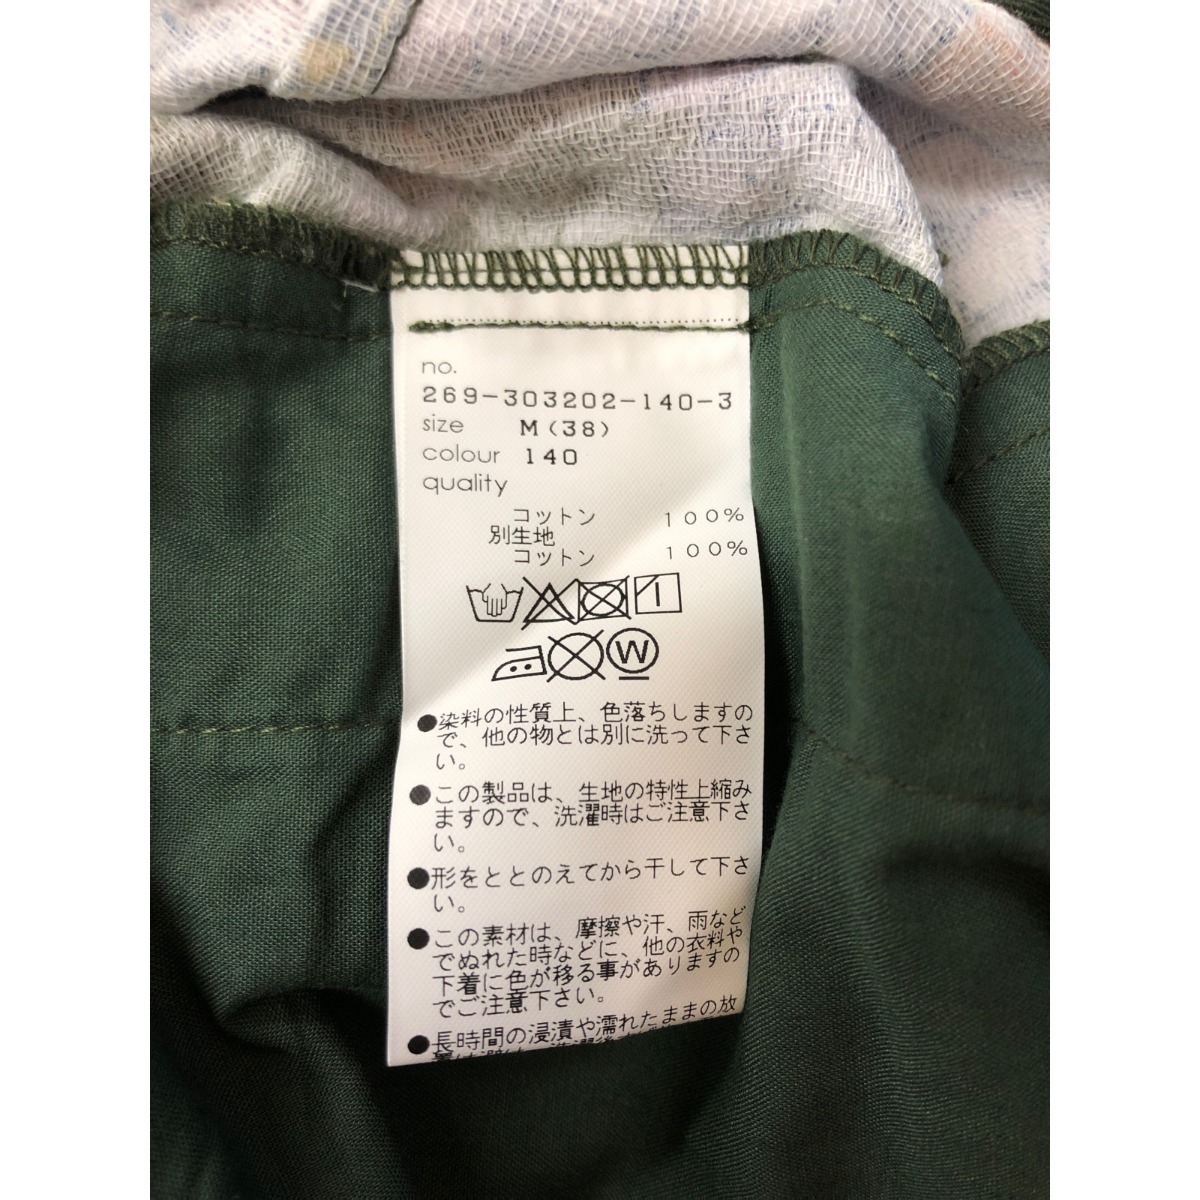 no.
269-303202-140-3
size M(38)
colour 140
quality
コットン 100%
別生地
コットン 100%
W
●染料の性質上、色落ちしますの
で、他の物とは別に洗って下さ
い。
●この製品は、生地の特性上縮み
ますので、洗濯時はご注意下さ
い。
●形をととのえてから干して下さ
い。
●この素材は、摩擦や汗、雨など
でぬれた時などに、他の衣料や
下着に色が移る事がありますの
でご注意下さい。
●長時間の浸漬や濡れたままの放